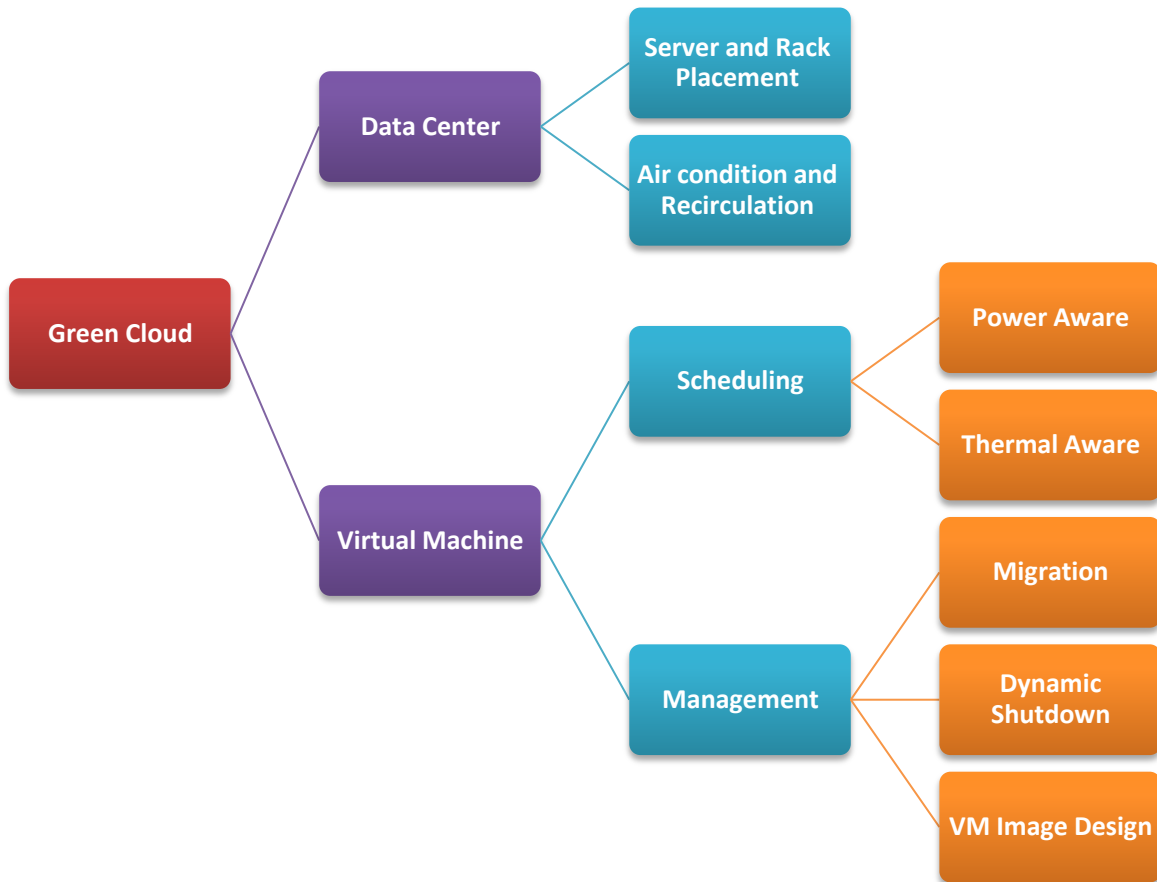 Green Cloud
Data Center
Server and Rack
Placement
Air condition and
Recirculation
Virtual Machine
Scheduling
Power Aware
Thermal Aware
Management
Migration
Dynamic
Shutdown
VM Image Design